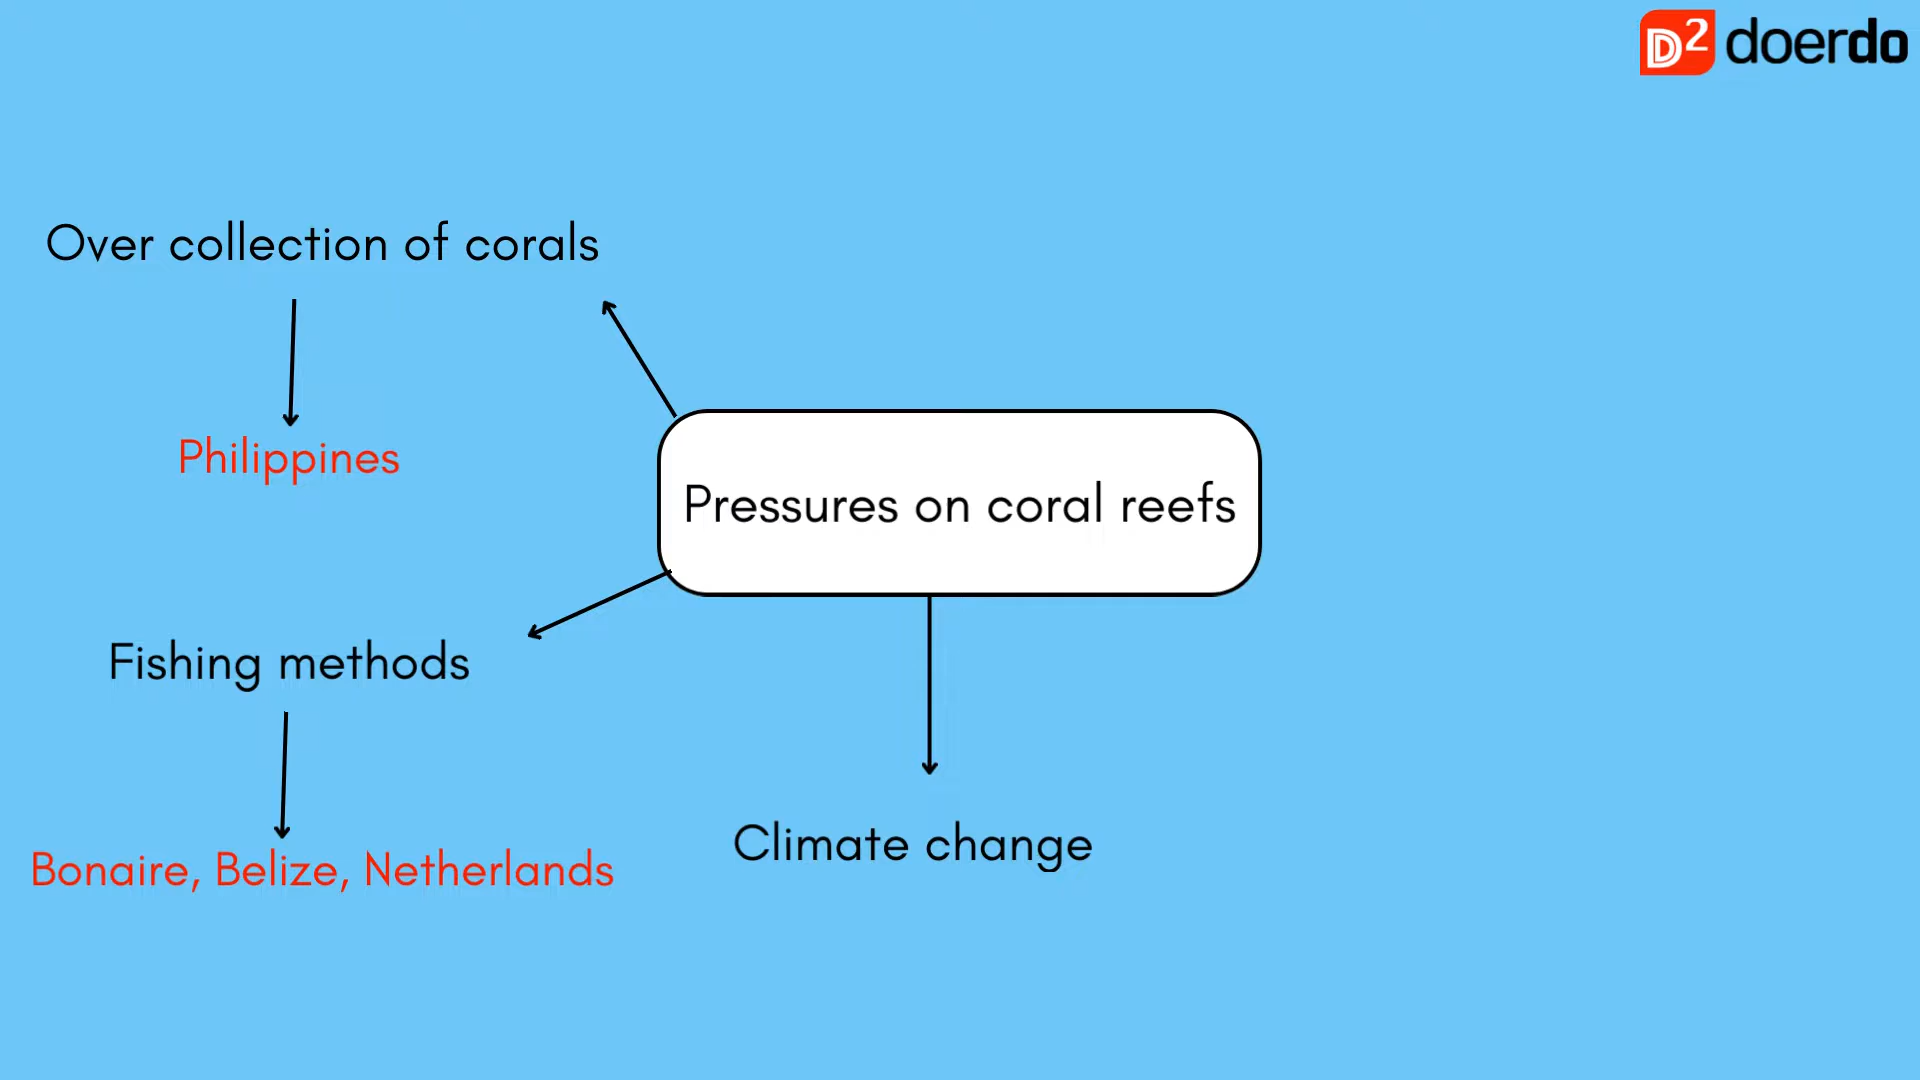 D2 doerdo
Over collection of corals
Philippines
Pressures on coral reefs
Fishing methods
Bonaire, Belize, Netherlands
Climate change